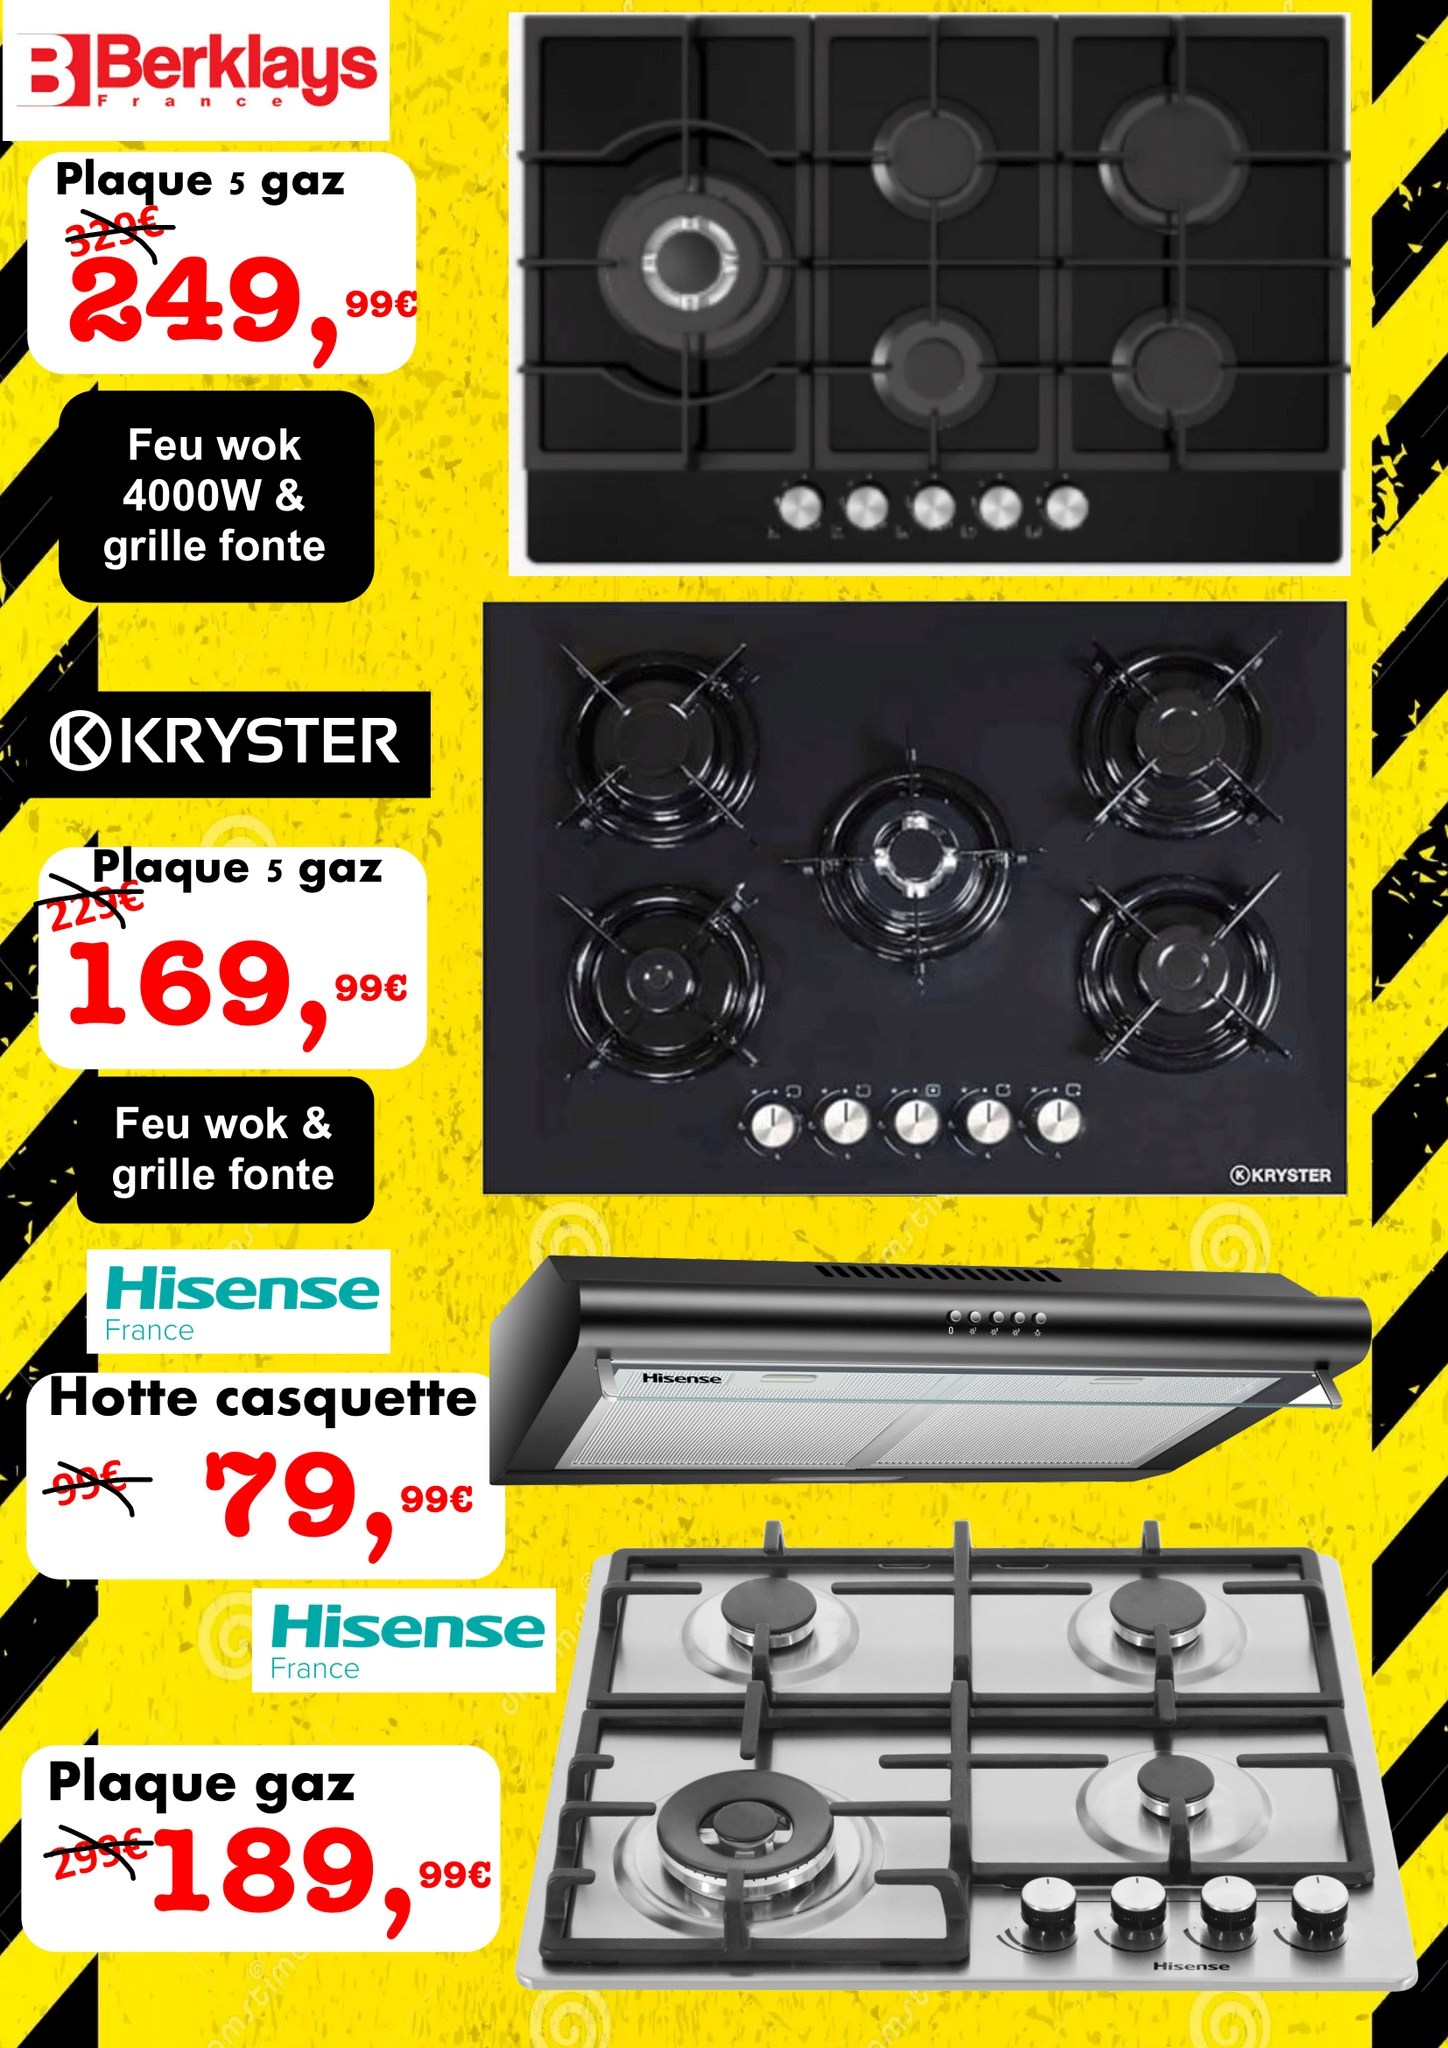 Berklays
France
Plaque 5 gaz
329€
249,99€
Feu wok
4000W &
grille fonte
KRYSTER
Plaque 5 gaz
229€
169,99€
Feu wok &
grille fonte
KRYSTER
Hisense
France
Hisense
Hotte casquette
99€
79,99€
Hisense
France
Plaque gaz
299€
189,99€
Hisense